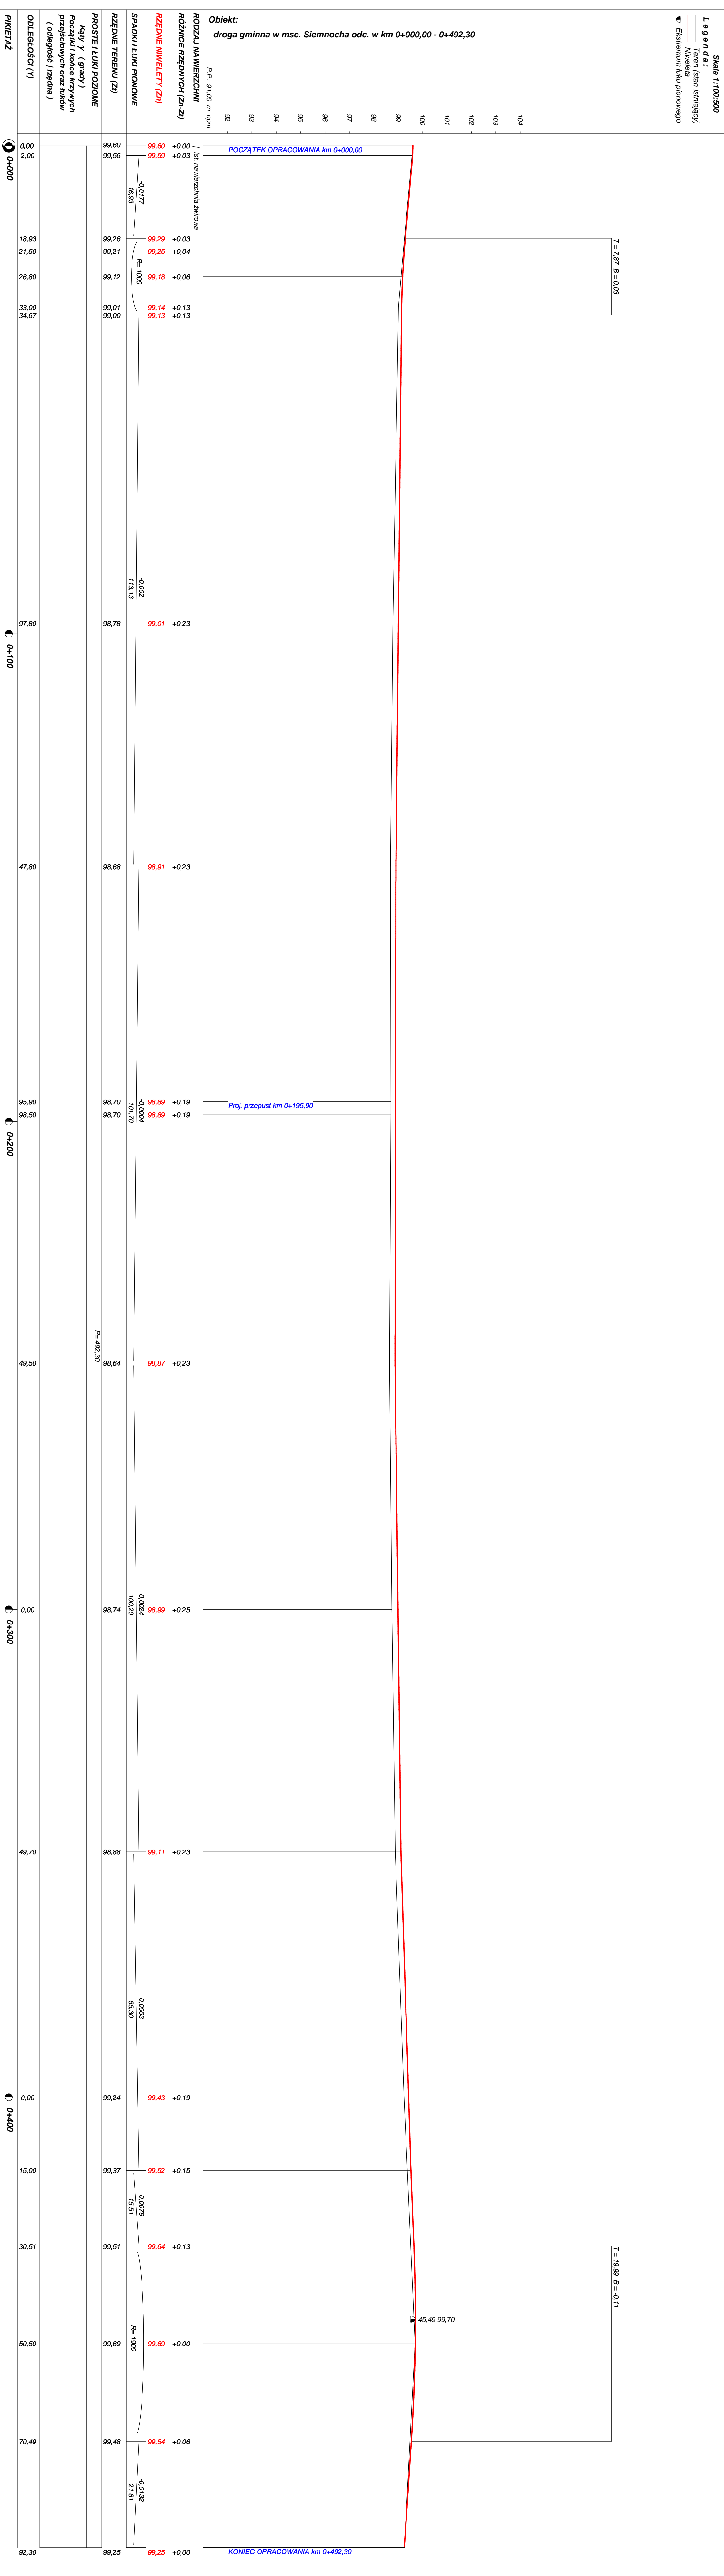 Skala 1:100:500
L e g e n d a :
Teren (stan istniejący)
Niweleta
Ekstremum łuku pionowego
Obiekt:
droga gminna w msc. Siemnocha odc. w km 0+000,00 - 0+492,30
104
103
102
101
100
99
98
97
96
95
94
93
92
P.P. 91,00 m npm
T = 7,87 B = 0,03
T = 19,99 B = -0,11
45,49 99,70
POCZĄTEK OPRACOWANIA km 0+000,00
Proj. przepust km 0+195,90
KONIEC OPRACOWANIA km 0+492,30
RODZAJ NAWIERZCHNI
Ist. nawierzchnia żwirowa
RÓŻNICE RZĘDNYCH (Zn-Zt)
+0,00 +0,03 +0,03 +0,04 +0,06 +0,13 +0,13 +0,23 +0,23 +0,19 +0,19 +0,23 +0,25 +0,23 +0,19 +0,15 +0,13 +0,00 +0,06 +0,00
RZĘDNE NIWELETY (Zn)
99,60 99,59 99,29 99,25 99,18 99,14 99,13 99,01 98,91 98,89 98,89 98,87 98,99 99,11 99,43 99,52 99,64 99,69 99,54 99,25
SPADKI I ŁUKI PIONOWE
-0,0177
16,93
R= 1000
-0,002
113,13
-0,0004
101,70
0,0024
100,20
0,0063
65,30
0,0079
15,51
R= 1900
-0,0132
21,81
RZĘDNE TERENU (Zt)
99,60 99,56 99,26 99,21 99,12 99,01 99,00 98,78 98,68 98,70 98,70 98,64 98,74 98,88 99,24 99,37 99,51 99,69 99,48 99,25
PROSTE I ŁUKI POZIOME
P= 492,30
Kąty γ ( grady )
Początki i końce krzywych
przejściowych oraz łuków
( odległość | rzędna )
ODLEGŁOŚCI (Y)
0,00 2,00 18,93 21,50 26,80 33,00 34,67 97,80 47,80 95,90 98,50 49,50 0,00 49,70 0,00 15,00 30,51 50,50 70,49 92,30
PIKIETAŻ
0+000 0+100 0+200 0+300 0+400